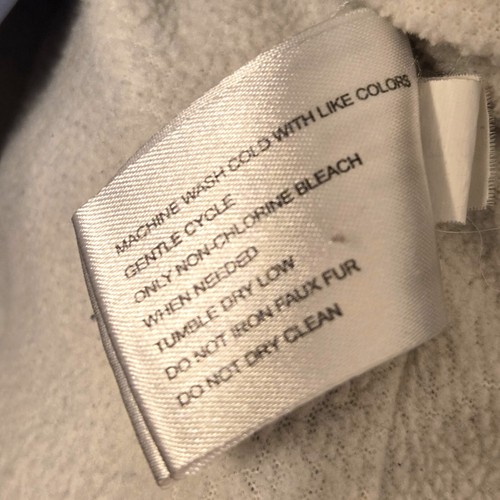 MACHINE WASH COLD WITH LIKE COLORS
GENTLE CYCLE
ONLY NON-CHLORINE BLEACH
WHEN NEEDED
TUMBLE DRY LOW
DO NOT IRON FAUX FUR
DO NOT DRY CLEAN